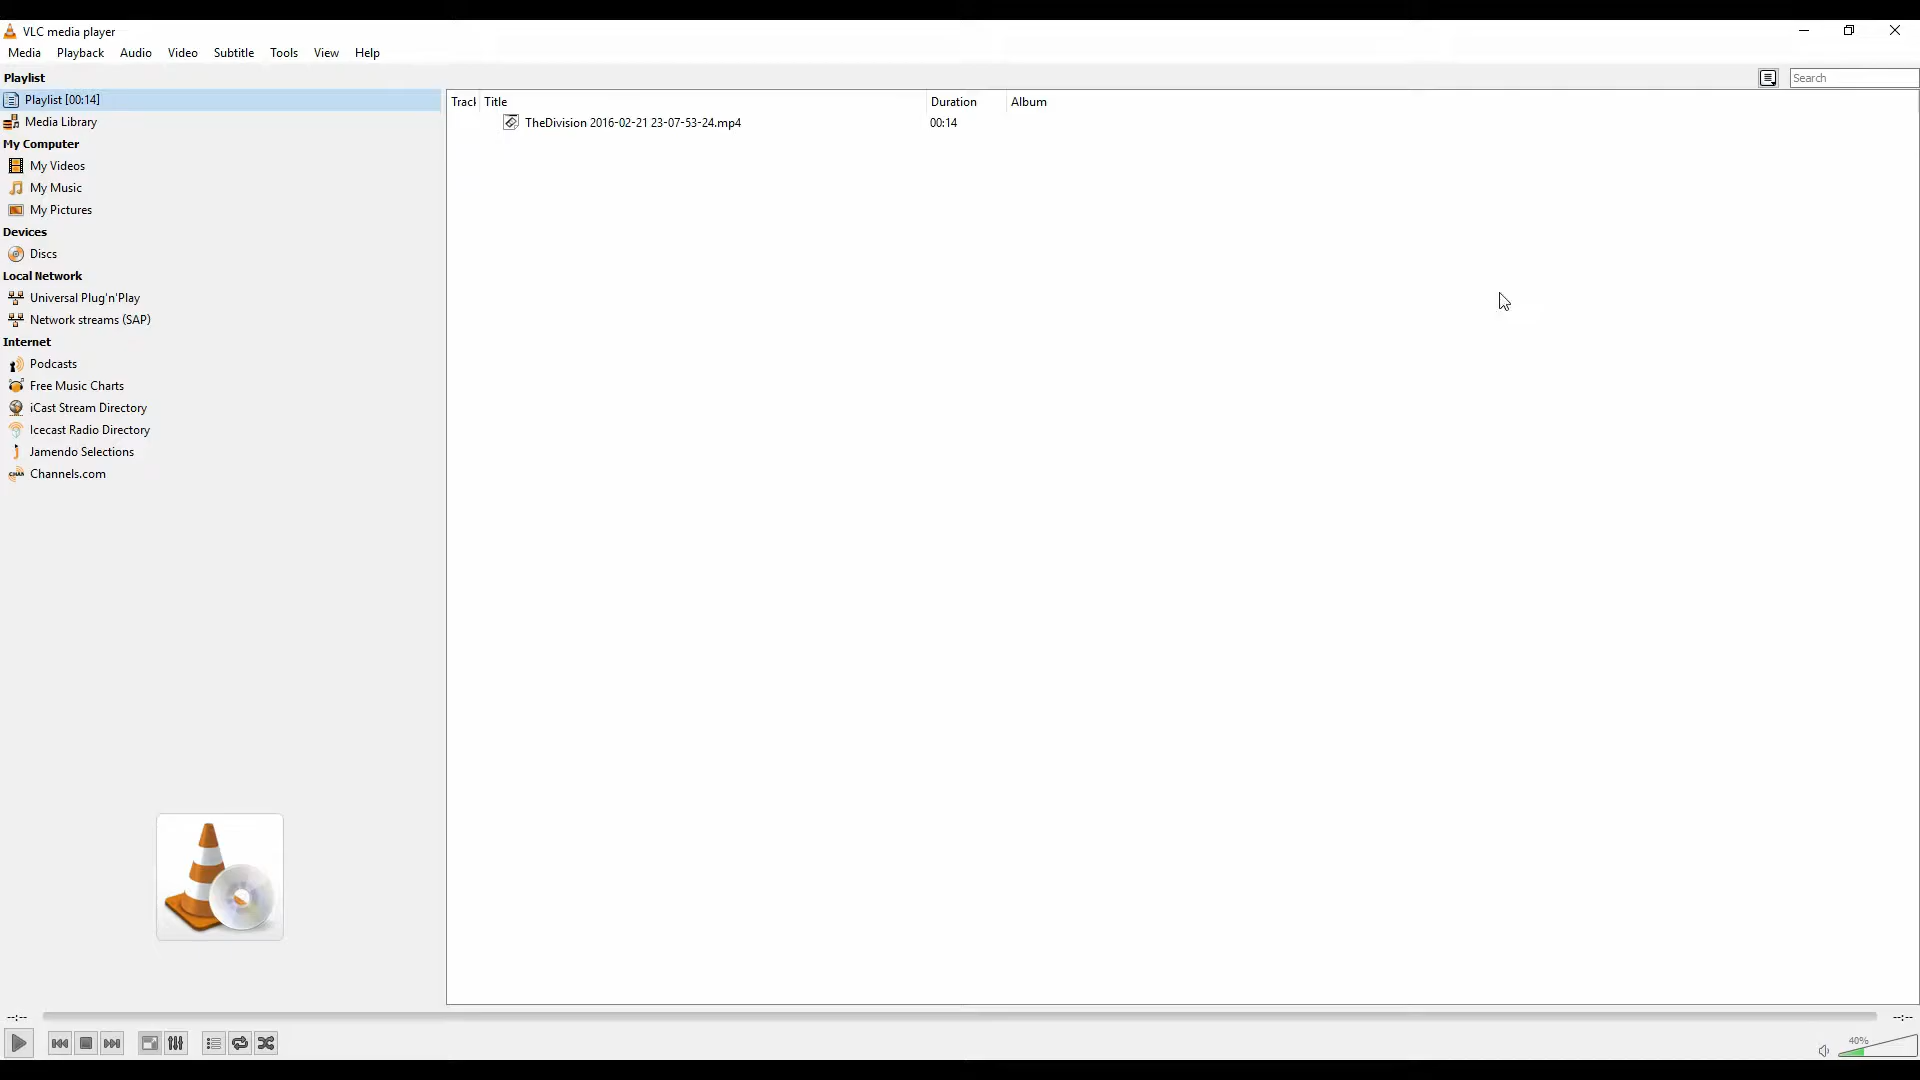 VLC media player
Media Playback Audio Video Subtitle Tools View Help
Playlist
Search
Playlist [00:14]
Media Library
My Computer
My Videos
My Music
My Pictures
Devices
Discs
Local Network
Universal Plug'n'Play
Network streams (SAP)
Internet
Podcasts
Free Music Charts
iCast Stream Directory
Icecast Radio Directory
Jamendo Selections
Channels.com
Track Title Duration Album
TheDivision 2016-02-21 23-07-53-24.mp4 00:14
--:-- --:--
40%